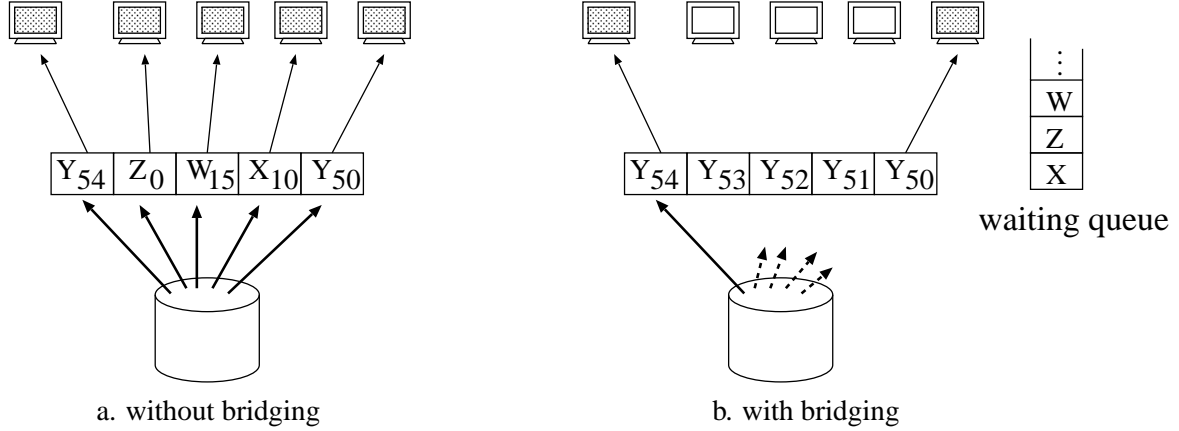 Y54 Z0 W15 X10 Y50
a. without bridging
Y54 Y53 Y52 Y51 Y50
b. with bridging
⋮
W
Z
X
waiting queue